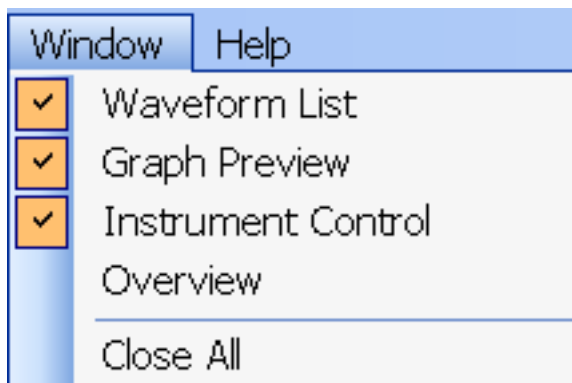 Window Help
Waveform List
Graph Preview
Instrument Control
Overview
Close All